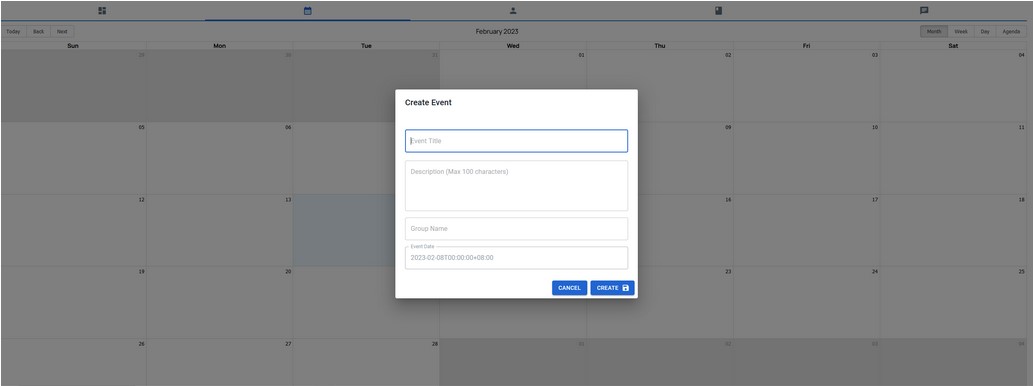 Today Back Next February 2023 Month Week Day Agenda
Sun Mon Tue Wed Thu Fri Sat
29 30 31 01 02 03 04
05 06 09 10 11
12 13 16 17 18
19 20 23 24 25
26 27 28 01 02 03 04
Create Event
Event Title
Description (Max 100 characters)
Group Name
Event Date
2023-02-08T00:00:00+08:00
CANCEL CREATE